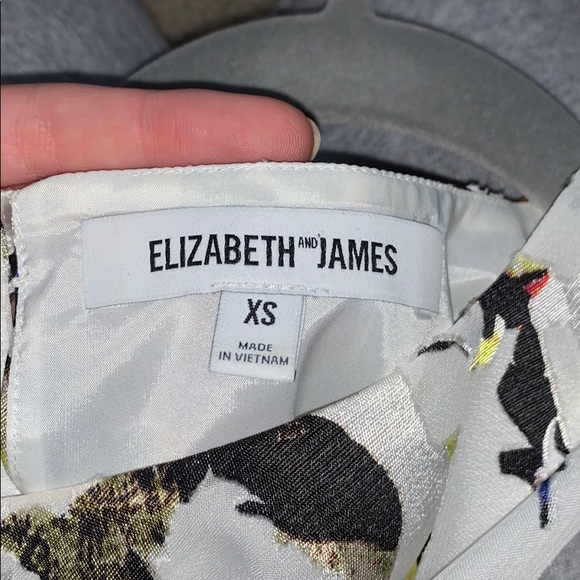 ELIZABETH AND JAMES
XS
MADE
IN VIETNAM